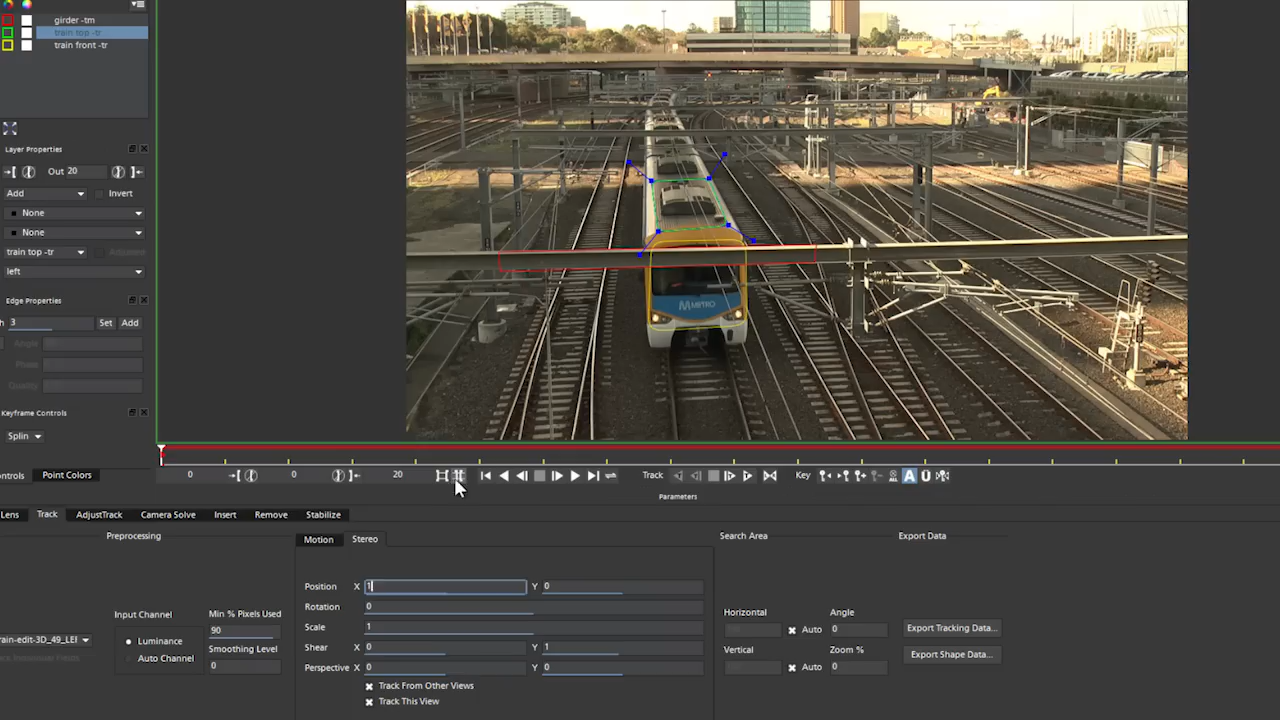 girder -tm
train top -tr
train front -tr
Layer Properties
Out 20
Add Invert
None
None
train top -tr
left
Edge Properties
3 Set Add
Angle
Phase
Quality
Keyframe Controls
Splin
METRO
Point Colors 0 0 20 Track Key A
Parameters
Lens Track AdjustTrack Camera Solve Insert Remove Stabilize
Preprocessing Motion Stereo Search Area Export Data
Position X 1 Y 0
Rotation 0
Input Channel Min % Pixels Used
Horizontal Angle
Luminance 90
Scale 1
Auto 0 Export Tracking Data...
Auto Channel Smoothing Level
0
Shear X 0 1
Vertical Zoom %
Perspective X 0 Y 0
Auto 0 Export Shape Data...
Track From Other Views
Track This View